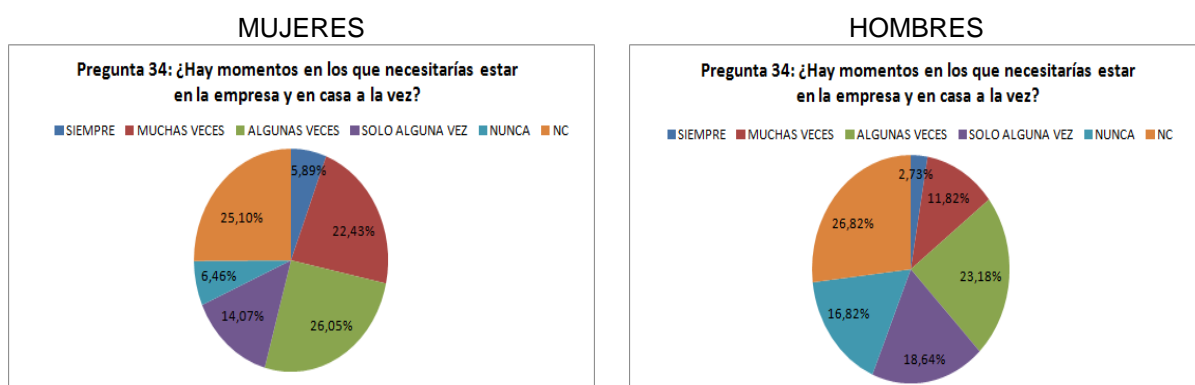 MUJERES
Pregunta 34: ¿Hay momentos en los que necesitarías estar
en la empresa y en casa a la vez?
SIEMPRE MUCHAS VECES ALGUNAS VECES SOLO ALGUNA VEZ NUNCA NC
5,89%
22,43%
26,05%
14,07%
6,46%
25,10%
HOMBRES
Pregunta 34: ¿Hay momentos en los que necesitarías estar
en la empresa y en casa a la vez?
SIEMPRE MUCHAS VECES ALGUNAS VECES SOLO ALGUNA VEZ NUNCA NC
2,73%
11,82%
23,18%
18,64%
16,82%
26,82%